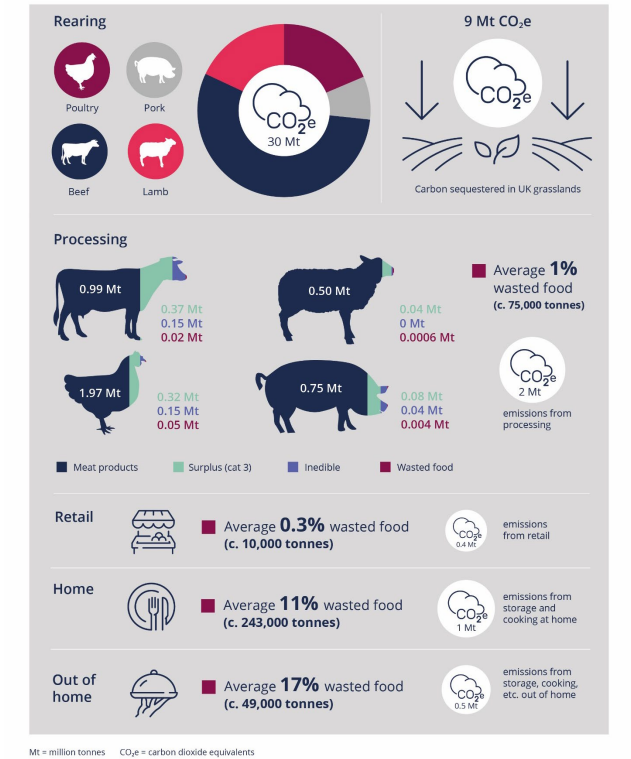 Rearing
Poultry
Pork
Beef
Lamb
CO₂e
30 Mt
9 Mt CO₂e
CO₂e
Carbon sequestered in UK grasslands
Processing
0.99 Mt
0.37 Mt
0.15 Mt
0.02 Mt
0.50 Mt
0.04 Mt
0 Mt
0.0006 Mt
Average 1%
wasted food
(c. 75,000 tonnes)
1.97 Mt
0.32 Mt
0.15 Mt
0.05 Mt
0.75 Mt
0.08 Mt
0.04 Mt
0.004 Mt
CO₂e
2 Mt
emissions from
processing
Meat products
Surplus (cat 3)
Inedible
Wasted food
Retail
Average 0.3% wasted food
(c. 10,000 tonnes)
CO₂e
0.4 Mt
emissions
from retail
Home
Average 11% wasted food
(c. 243,000 tonnes)
CO₂e
1 Mt
emissions from
storage and
cooking at home
Out of
home
Average 17% wasted food
(c. 49,000 tonnes)
CO₂e
0.5 Mt
emissions from
storage, cooking,
etc. out of home
Mt = million tonnes CO₂e = carbon dioxide equivalents